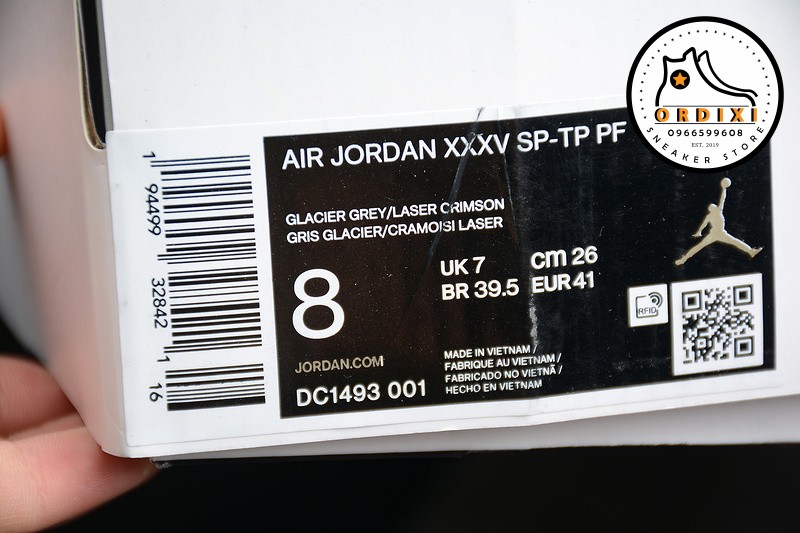 ORDIXI
0966599608
EST. 2019
SNEAKER STORE
AIR JORDAN XXXV SP-TP PF
GLACIER GREY/LASER CRIMSON
GRIS GLACIER/CRAMOISI LASER
8
UK 7
cm 26
BR 39.5
EUR 41
RFID
JORDAN.COM
DC1493 001
MADE IN VIETNAM /
FABRIQUE AU VIETNAM /
FABRICADO NO VIETNÃ /
HECHO EN VIETNAM
1 94499 32842 1
16